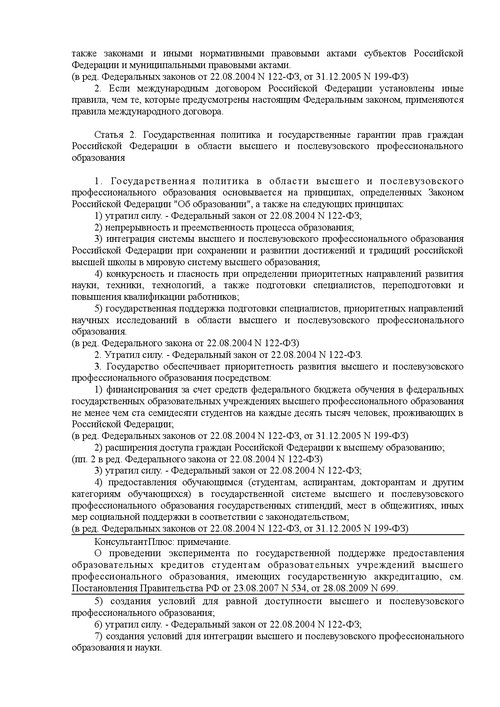 также законами и иными нормативными правовыми актами субъектов Российской
Федерации и муниципальными правовыми актами.
(в ред. Федеральных законов от 22.08.2004 N 122-ФЗ, от 31.12.2005 N 199-ФЗ)
2. Если международным договором Российской Федерации установлены иные
правила, чем те, которые предусмотрены настоящим Федеральным законом, применяются
правила международного договора.
Статья 2. Государственная политика и государственные гарантии прав граждан
Российской Федерации в области высшего и послевузовского профессионального
образования
1. Государственная политика в области высшего и послевузовского
профессионального образования основывается на принципах, определенных Законом
Российской Федерации "Об образовании", а также на следующих принципах:
1) утратил силу. - Федеральный закон от 22.08.2004 N 122-ФЗ;
2) непрерывность и преемственность процесса образования;
3) интеграция системы высшего и послевузовского профессионального образования
Российской Федерации при сохранении и развитии достижений и традиций российской
высшей школы в мировую систему высшего образования;
4) конкурсность и гласность при определении приоритетных направлений развития
науки, техники, технологий, а также подготовки специалистов, переподготовки и
повышения квалификации работников;
5) государственная поддержка подготовки специалистов, приоритетных направлений
научных исследований в области высшего и послевузовского профессионального
образования.
(в ред. Федерального закона от 22.08.2004 N 122-ФЗ)
2. Утратил силу. - Федеральный закон от 22.08.2004 N 122-ФЗ.
3. Государство обеспечивает приоритетность развития высшего и послевузовского
профессионального образования посредством:
1) финансирования за счет средств федерального бюджета обучения в федеральных
государственных образовательных учреждениях высшего профессионального образования
не менее чем ста семидесяти студентов на каждые десять тысяч человек, проживающих в
Российской Федерации;
(в ред. Федеральных законов от 22.08.2004 N 122-ФЗ, от 31.12.2005 N 199-ФЗ)
2) расширения доступа граждан Российской Федерации к высшему образованию;
(пп. 2 в ред. Федерального закона от 22.08.2004 N 122-ФЗ)
3) утратил силу. - Федеральный закон от 22.08.2004 N 122-ФЗ;
4) предоставления обучающимся (студентам, аспирантам, докторантам и другим
категориям обучающихся) в государственной системе высшего и послевузовского
профессионального образования государственных стипендий, мест в общежитиях, иных
мер социальной поддержки в соответствии с законодательством;
(в ред. Федеральных законов от 22.08.2004 N 122-ФЗ, от 31.12.2005 N 199-ФЗ)
КонсультантПлюс: примечание.
О проведении эксперимента по государственной поддержке предоставления
образовательных кредитов студентам образовательных учреждений высшего
профессионального образования, имеющих государственную аккредитацию, см.
Постановления Правительства РФ от 23.08.2007 N 534, от 28.08.2009 N 699.
5) создания условий для равной доступности высшего и послевузовского
профессионального образования;
6) утратил силу. - Федеральный закон от 22.08.2004 N 122-ФЗ;
7) создания условий для интеграции высшего и послевузовского профессионального
образования и науки.